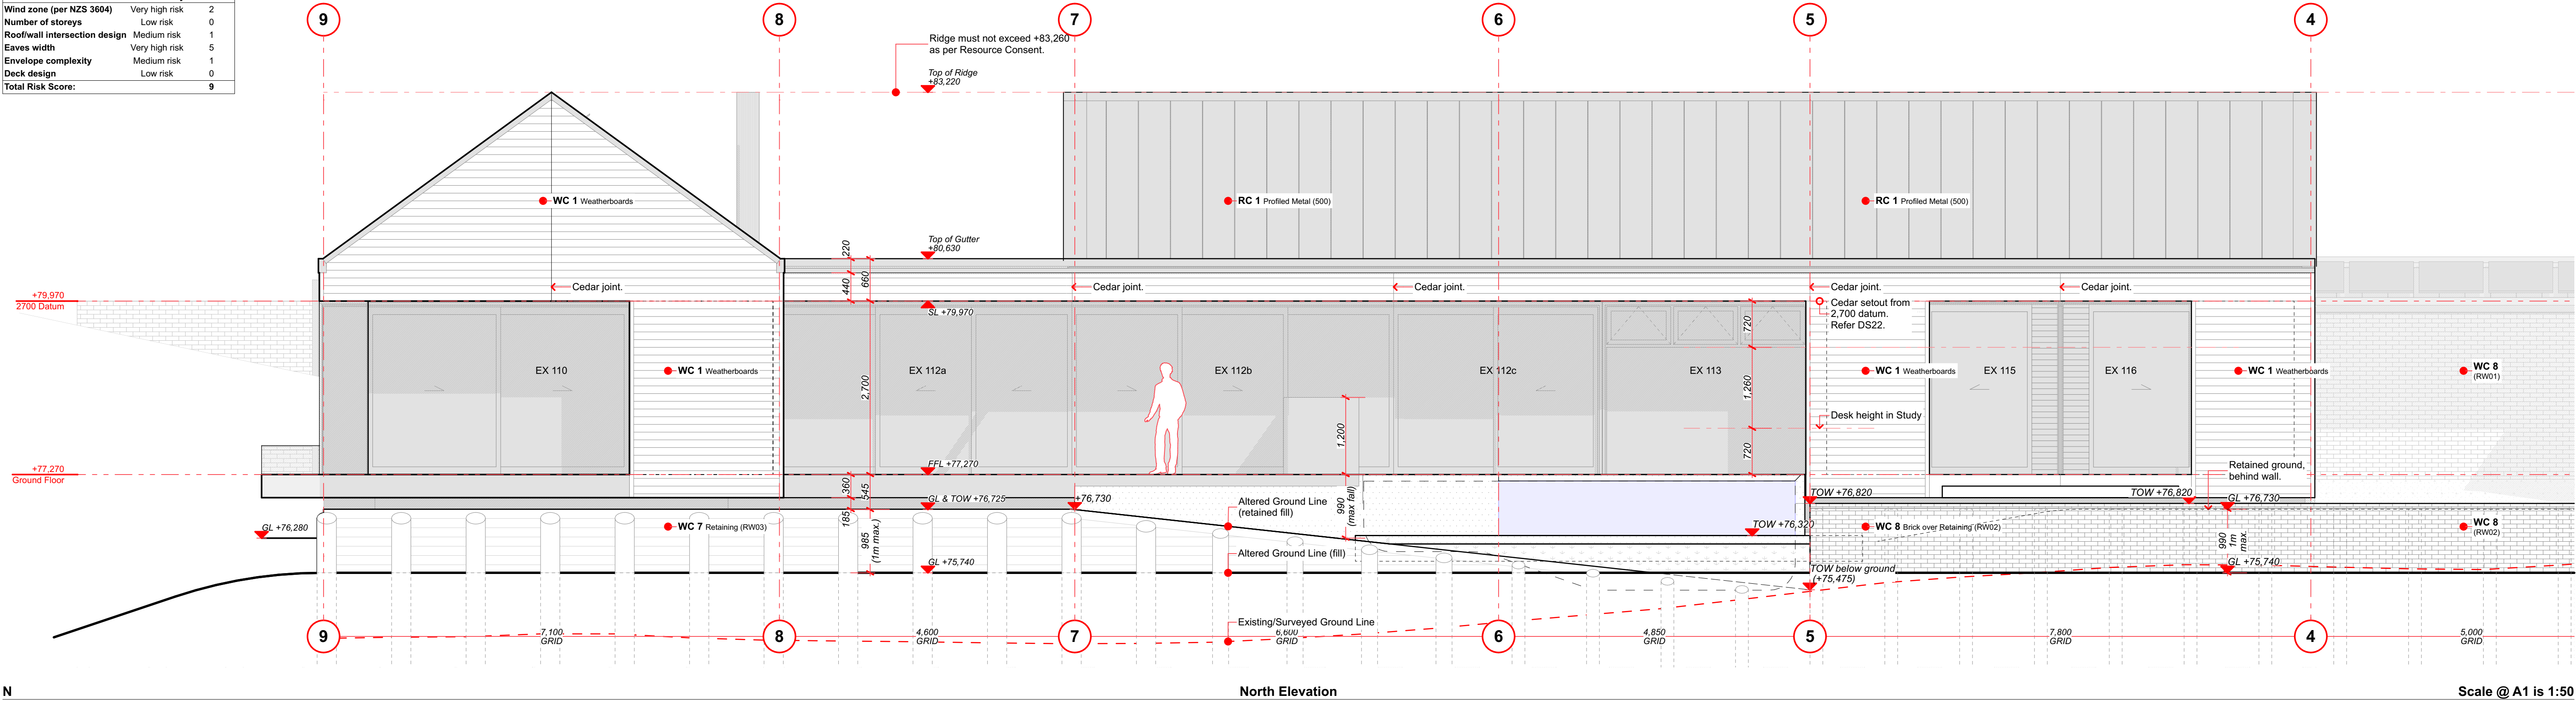 Wind zone (per NZS 3604) Very high risk 2
Number of storeys Low risk 0
Roof/wall intersection design Medium risk 1
Eaves width Very high risk 5
Envelope complexity Medium risk 1
Deck design Low risk 0
Total Risk Score: 9
9
8
7
6
5
4
Ridge must not exceed +83,260
as per Resource Consent.
Top of Ridge
+83,220
WC 1 Weatherboards
RC 1 Profiled Metal (500)
RC 1 Profiled Metal (500)
Top of Gutter
+80,630
220
660
440
Cedar joint.
Cedar joint.
Cedar joint.
Cedar joint.
Cedar joint.
+79,970
2700 Datum
SL +79,970
Cedar setout from
2,700 datum.
Refer DS22.
720
EX 110
WC 1 Weatherboards
2,700
EX 112a
EX 112b
EX 112c
EX 113
1,260
WC 1 Weatherboards
EX 115
EX 116
WC 1 Weatherboards
WC 8
(RW01)
Desk height in Study
1,200
720
+77,270
Ground Floor
FFL +77,270
Retained ground,
behind wall.
360
545
185
GL & TOW +76,725
+76,730
Altered Ground Line
(retained fill)
990
(max fall)
TOW +76,820
TOW +76,820
GL +76,730
GL +76,280
WC 7 Retaining (RW03)
985
(1m max.)
TOW +76,320
WC 8 Brick over Retaining (RW02)
990
1m
max.
WC 8
(RW02)
Altered Ground Line (fill)
GL +75,740
TOW below ground
(+75,475)
GL +75,740
Existing/Surveyed Ground Line
9
7,100
GRID
8
4,600
GRID
7
6,600
GRID
6
4,850
GRID
5
7,800
GRID
4
5,000
GRID
N
North Elevation
Scale @ A1 is 1:50